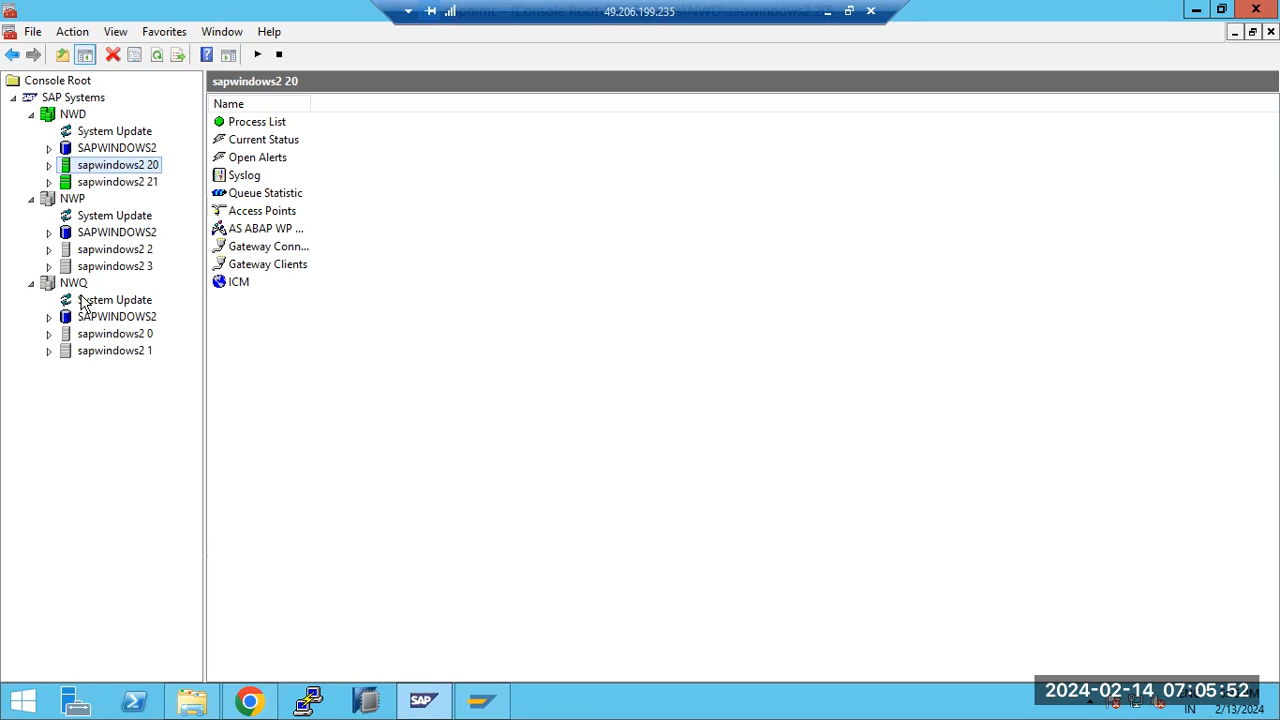 49.206.199.235
File Action View Favorites Window Help
Console Root
SAP Systems
NWD
System Update
SAPWINDOWS2
sapwindows2 20
sapwindows2 21
NWP
System Update
SAPWINDOWS2
sapwindows2 2
sapwindows2 3
NWQ
System Update
SAPWINDOWS2
sapwindows2 0
sapwindows2 1
sapwindows2 20
Name
Process List
Current Status
Open Alerts
Syslog
Queue Statistic
Access Points
AS ABAP WP ...
Gateway Conn...
Gateway Clients
ICM
SAP
2024-02-14 07:05:52
IN 2/13/2024